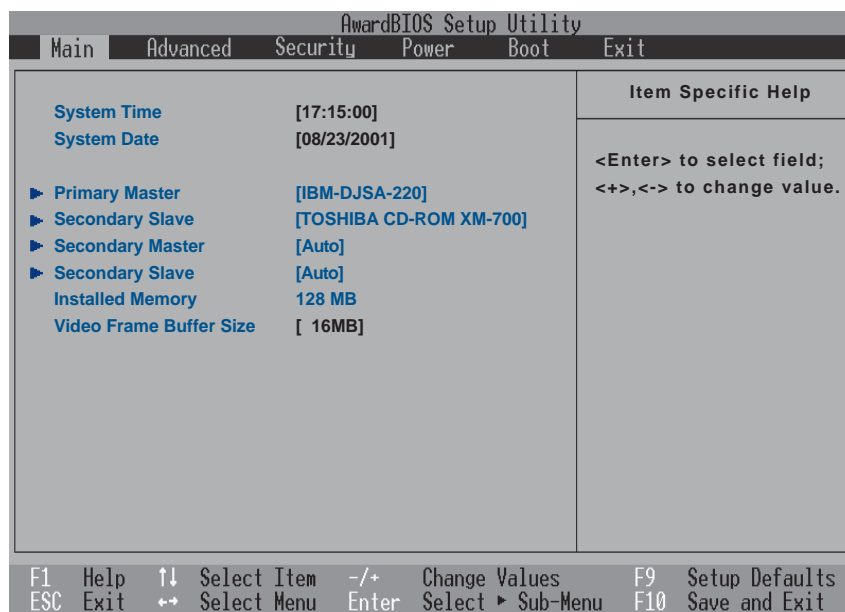 AwardBIOS Setup Utility
Main Advanced Security Power Boot Exit
System Time [17:15:00]
System Date [08/23/2001]
Primary Master [IBM-DJSA-220]
Secondary Slave [TOSHIBA CD-ROM XM-700]
Secondary Master [Auto]
Secondary Slave [Auto]
Installed Memory 128 MB
Video Frame Buffer Size [ 16MB]
Item Specific Help
<Enter> to select field;
<+>,<-> to change value.
F1 Help ↑↓ Select Item -/+ Change Values F9 Setup Defaults
ESC Exit ←→ Select Menu Enter Select ► Sub-Menu F10 Save and Exit